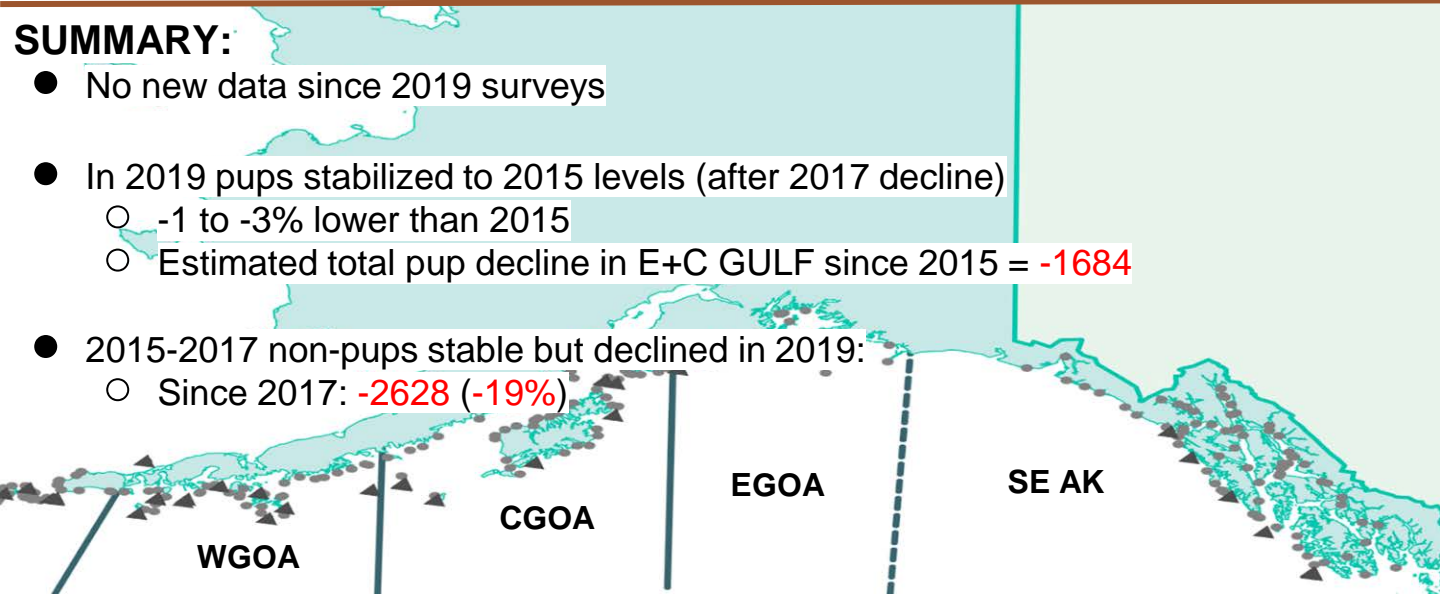 SUMMARY:
● No new data since 2019 surveys
● In 2019 pups stabilized to 2015 levels (after 2017 decline)
○ -1 to -3% lower than 2015
○ Estimated total pup decline in E+C GULF since 2015 = -1684
● 2015-2017 non-pups stable but declined in 2019:
○ Since 2017: -2628 (-19%)
WGOA
CGOA
EGOA
SE AK